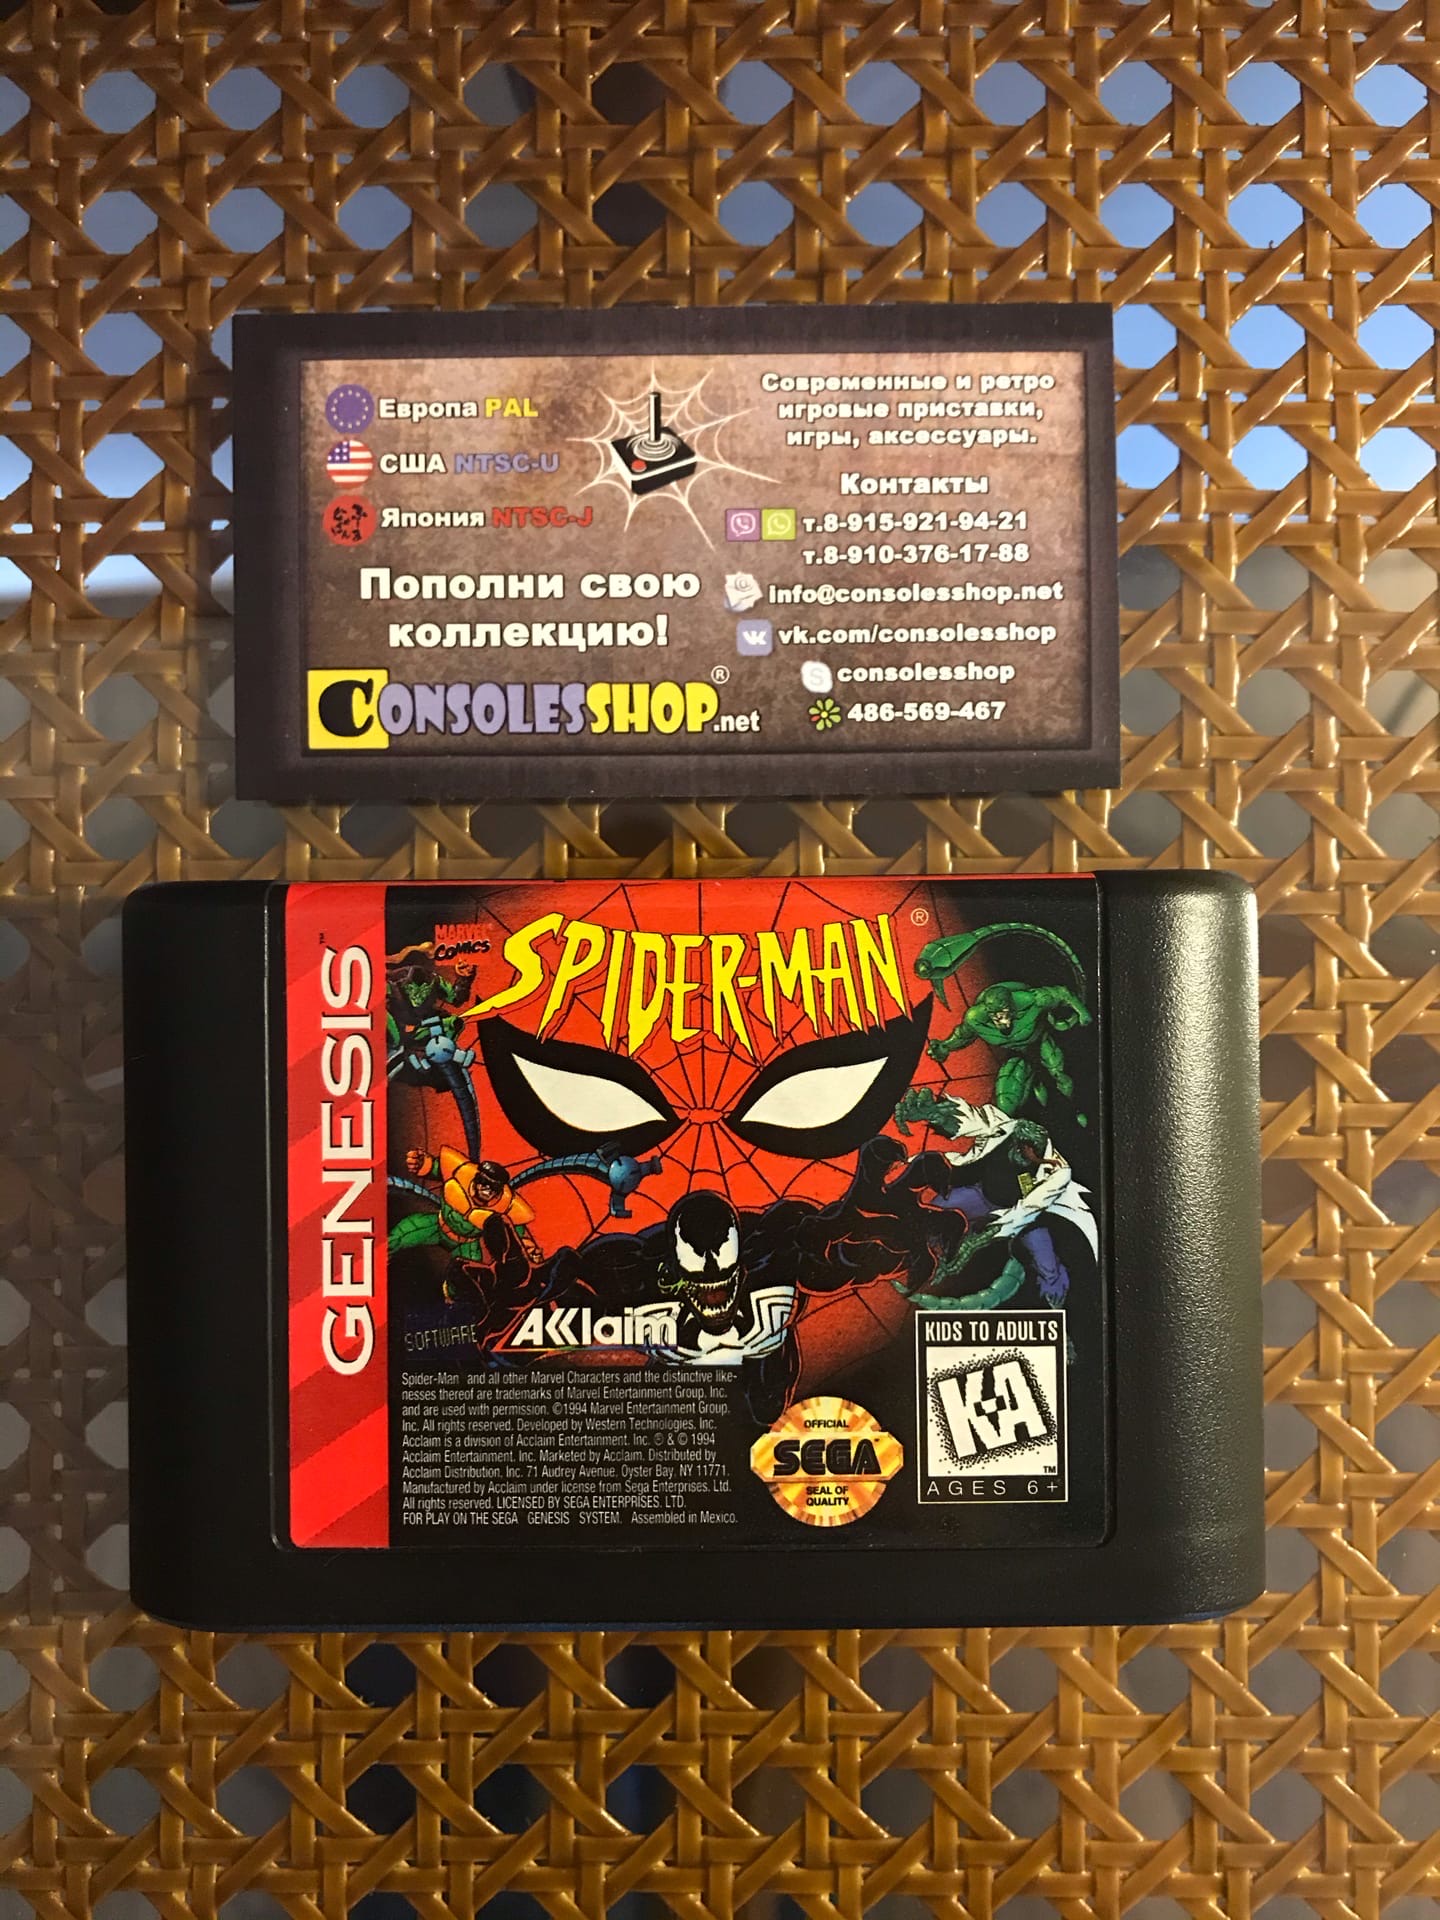 Европа PAL
США NTSC-U
Япония NTSC-J
Пополни свою
коллекцию!
CONSOLESSHOP.net®
Современные и ретро
игровые приставки,
игры, аксессуары.
Контакты
т.8-915-921-94-21
т.8-910-376-17-88
info@consolesshop.net
vk.com/consolesshop
consolesshop
486-569-467
GENESIS™
MARVEL
COMICS
SPIDER-MAN®
SOFTWARE
AKklaim
Spider-Man and all other Marvel Characters and the distinctive like-
nesses thereof are trademarks of Marvel Entertainment Group, Inc.
and are used with permission. ©1994 Marvel Entertainment Group,
Inc. All rights reserved. Developed by Western Technologies, Inc.
Acclaim is a division of Acclaim Entertainment, Inc. ® & © 1994
Acclaim Entertainment, Inc. Marketed by Acclaim. Distributed by
Acclaim Distribution, Inc. 71 Audrey Avenue, Oyster Bay, NY 11771.
Manufactured by Acclaim under license from Sega Enterprises, Ltd.
All rights reserved. LICENSED BY SEGA ENTERPRISES, LTD.
FOR PLAY ON THE SEGA GENESIS SYSTEM. Assembled in Mexico.
OFFICIAL
SEGA
SEAL OF
QUALITY
KIDS TO ADULTS
K-A
™
AGES 6+